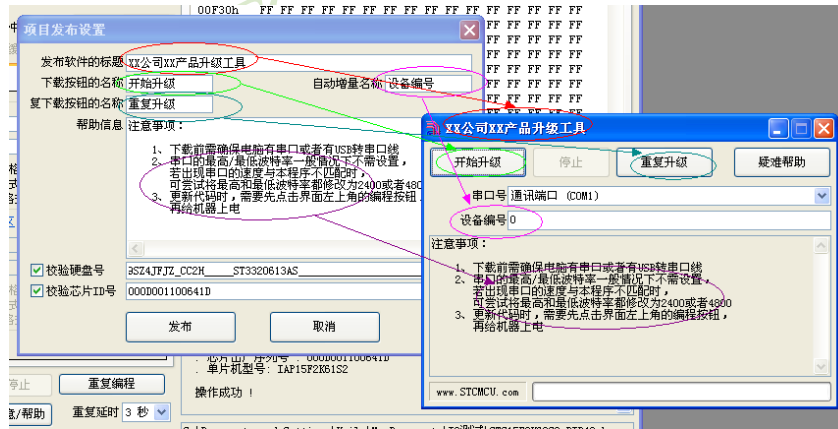 00F30h FF FF FF FF FF FF FF FF FF FF FF FF FF FF FF FF
项目发布设置
发布软件的标题 XX公司XX产品升级工具
下载按钮的名称 开始升级 自动增量名称 设备编号
复下载按钮的名称 重复升级
帮助信息 注意事项：
1、下载前需确保电脑有串口或者有USB转串口线
2、串口的最高/最低波特率一般情况下不需设置，
若出现串口的速度与本程序不匹配时，
可尝试将最高和最低波特率都修改为2400或者480
3、更新代码时，需要先点击界面左上角的编程按钮
再给机器上电
校验硬盘号 9SZ4JFJZ_CC2H_____ST3320613AS
校验芯片ID号 000D001100641D
发布 取消
XX公司XX产品升级工具
开始升级 停止 重复升级 疑难帮助
串口号 通讯端口 (COM1)
设备编号 0
注意事项：
1、下载前需确保电脑有串口或者有USB转串口线
2、串口的最高/最低波特率一般情况下不需设置，
若出现串口的速度与本程序不匹配时，
可尝试将最高和最低波特率都修改为2400或者4800
3、更新代码时，需要先点击界面左上角的编程按钮，
再给机器上电
www.STCMCU.com
. 芯片出厂序列号 : 000D001100641D
. 单片机型号: IAP15F2K61S2
操作成功 !
停止 重复编程
/帮助 重复延时 3 秒